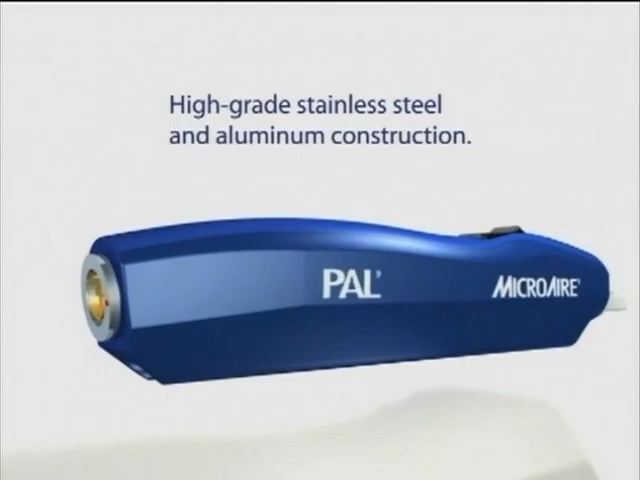 High-grade stainless steel
and aluminum construction.
PAL®
MICROAIRE®